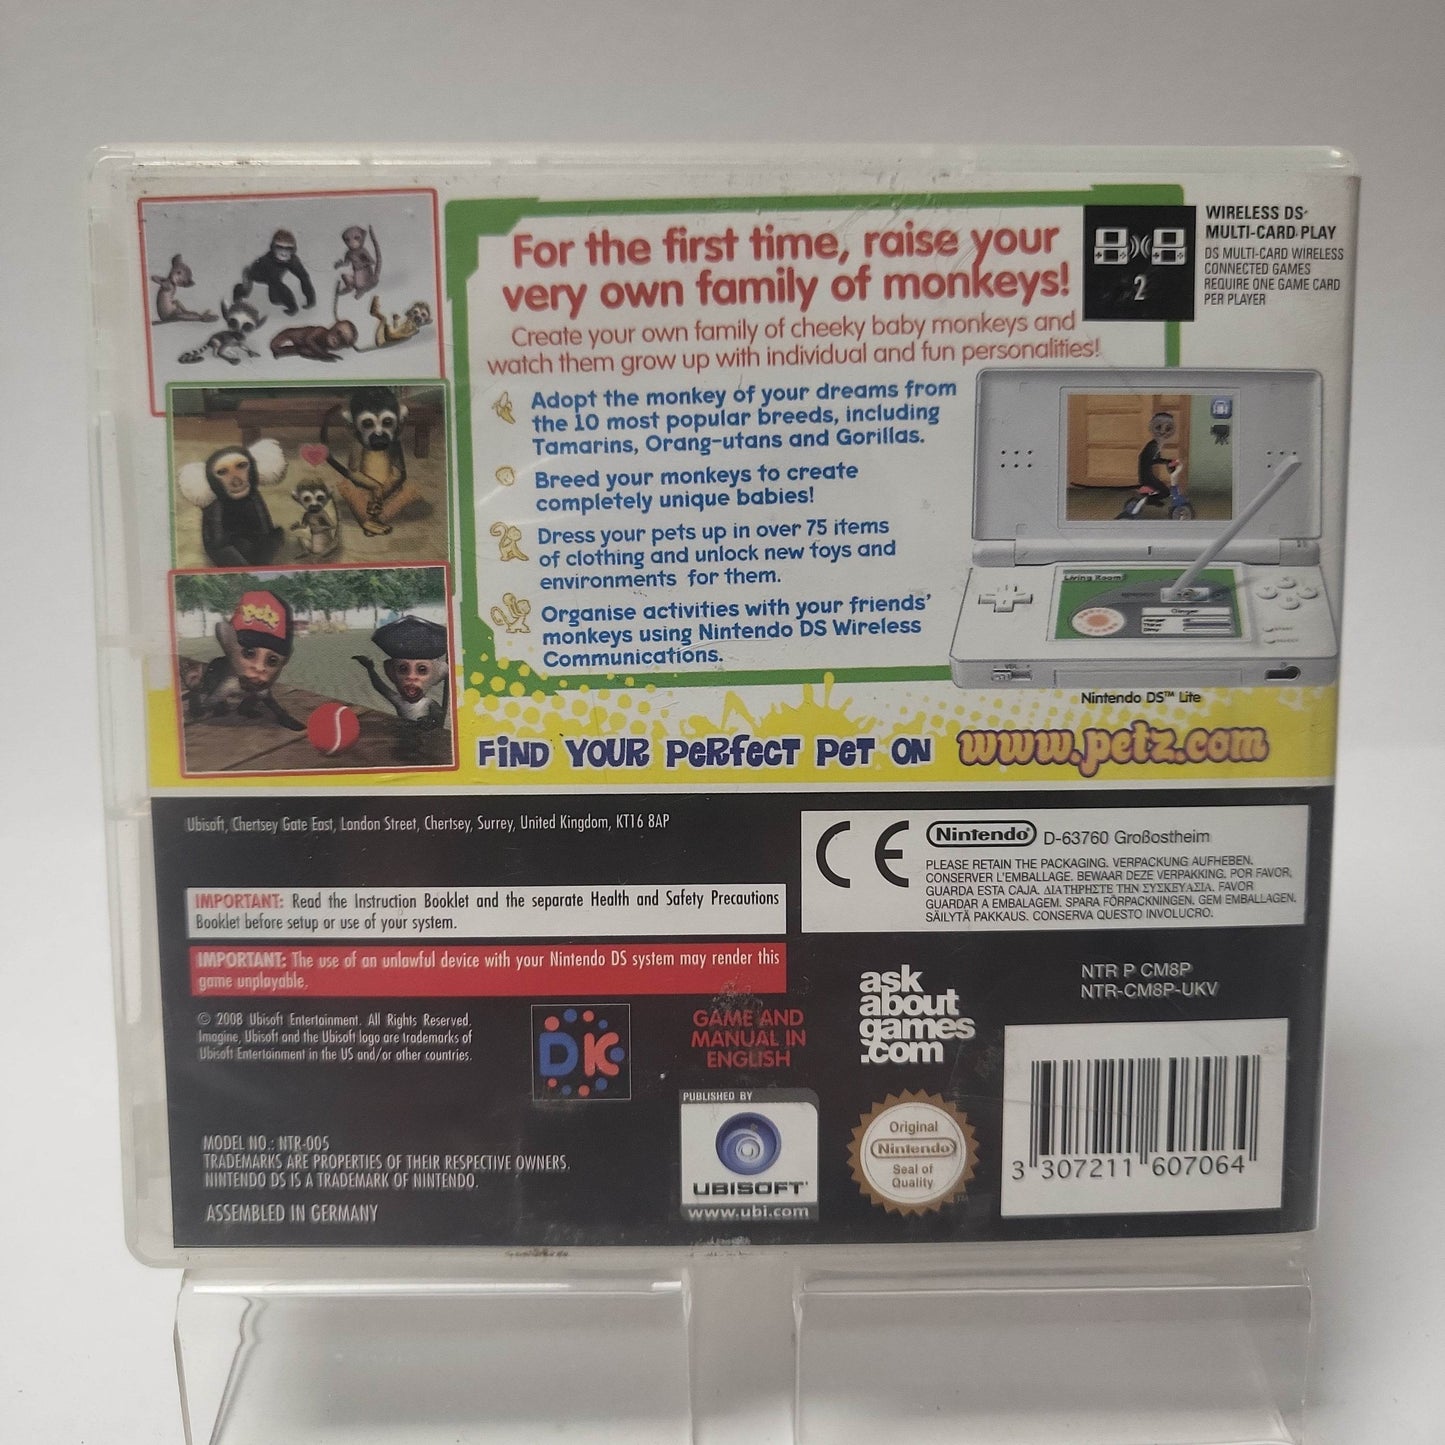 For the first time, raise your
very own family of monkeys!
Create your own family of cheeky baby monkeys and
watch them grow up with individual and fun personalities!
WIRELESS DS
MULTI-CARD PLAY
DS MULTI-CARD WIRELESS
CONNECTED GAMES
REQUIRE ONE GAME CARD
PER PLAYER
2
Adopt the monkey of your dreams from
the 10 most popular breeds, including
Tamarins, Orang-utans and Gorillas.
Breed your monkeys to create
completely unique babies!
Dress your pets up in over 75 items
of clothing and unlock new toys and
environments for them.
Organise activities with your friends'
monkeys using Nintendo DS Wireless
Communications.
petz
Living Room
Ginger
VOL
Nintendo DS™ Lite
FIND YOUR PERFECT PET ON www.petz.com
Ubisoft, Chertsey Gate East, London Street, Chertsey, Surrey, United Kingdom, KT16 8AP
IMPORTANT: Read the Instruction Booklet and the separate Health and Safety Precautions
Booklet before setup or use of your system.
IMPORTANT: The use of an unlawful device with your Nintendo DS system may render this
game unplayable.
CE
Nintendo® D-63760 Großostheim
PLEASE RETAIN THE PACKAGING. VERPACKUNG AUFHEBEN.
CONSERVER L'EMBALLAGE. BEWAAR DEZE VERPAKKING. POR FAVOR,
GUARDA ESTA CAJA. ΔΙΑΤΗΡΗΣΤΕ ΤΗΝ ΣΥΣΚΕΥΑΣΙΑ. FAVOR
GUARDAR A EMBALAGEM. SPARA FÖRPACKNINGEN. GEM EMBALLAGEN.
SÄILYTÄ PAKKAUS. CONSERVA QUESTO INVOLUCRO.
© 2008 Ubisoft Entertainment. All Rights Reserved.
Imagine, Ubisoft and the Ubisoft logo are trademarks of
Ubisoft Entertainment in the US and/or other countries.
DK
GAME AND
MANUAL IN
ENGLISH
ask
about
games
.com
NTR P CM8P
NTR-CM8P-UKV
MODEL NO.: NTR-005
TRADEMARKS ARE PROPERTIES OF THEIR RESPECTIVE OWNERS.
NINTENDO DS IS A TRADEMARK OF NINTENDO.
ASSEMBLED IN GERMANY
PUBLISHED BY
UBISOFT
www.ubi.com
Original
Nintendo
Seal of
Quality
3 307211 607064